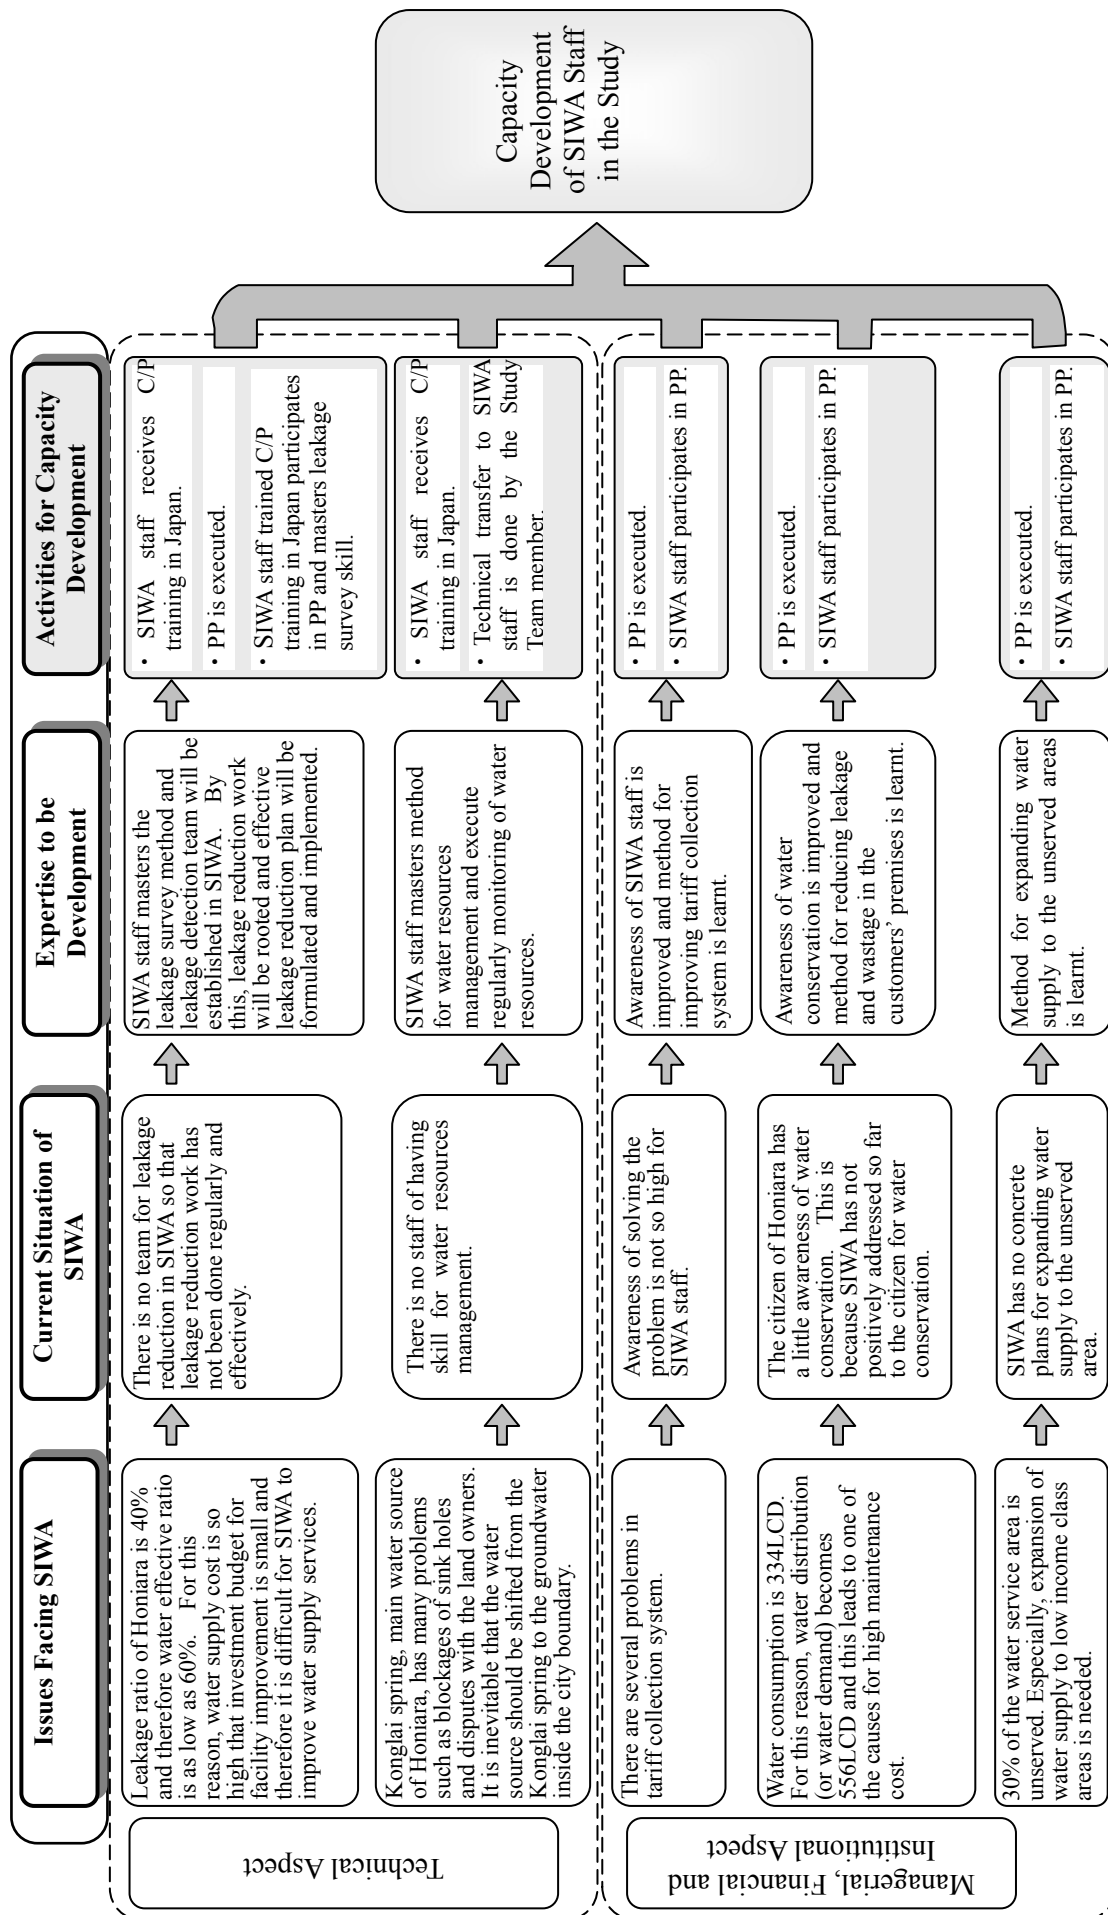 Issues Facing SIWA
Current Situation of
SIWA
Expertise to be
Development
Activities for Capacity
Development
Technical Aspect
Leakage ratio of Honiara is 40%
and therefore water effective ratio
is as low as 60%. For this
reason, water supply cost is so
high that investment budget for
facility improvement is small and
therefore it is difficult for SIWA to
improve water supply services.
There is no team for leakage
reduction in SIWA so that
leakage reduction work has
not been done regularly and
effectively.
SIWA staff masters the
leakage survey method and
leakage detection team will be
established in SIWA. By
this, leakage reduction work
will be rooted and effective
leakage reduction plan will be
formulated and implemented.
• SIWA staff receives C/P
training in Japan.
• PP is executed.
• SIWA staff trained C/P
training in Japan participates
in PP and masters leakage
survey skill.
Konglai spring, main water source
of Honiara, has many problems
such as blockages of sink holes
and disputes with the land owners.
It is inevitable that the water
source should be shifted from the
Konglai spring to the groundwater
inside the city boundary.
There is no staff of having
skill for water resources
management.
SIWA staff masters method
for water resources
management and execute
regularly monitoring of water
resources.
• SIWA staff receives C/P
training in Japan.
• Technical transfer to SIWA
staff is done by the Study
Team member.
Managerial, Financial and
Institutional Aspect
There are several problems in
tariff collection system.
Awareness of solving the
problem is not so high for
SIWA staff.
Awareness of SIWA staff is
improved and method for
improving tariff collection
system is learnt.
• PP is executed.
• SIWA staff participates in PP.
Water consumption is 334LCD.
For this reason, water distribution
(or water demand) becomes
556LCD and this leads to one of
the causes for high maintenance
cost.
The citizen of Honiara has
a little awareness of water
conservation. This is
because SIWA has not
positively addressed so far
to the citizen for water
conservation.
Awareness of water
conservation is improved and
method for reducing leakage
and wastage in the
customers’ premises is learnt.
• PP is executed.
• SIWA staff participates in PP.
30% of the water service area is
unserved. Especially, expansion of
water supply to low income class
areas is needed.
SIWA has no concrete
plans for expanding water
supply to the unserved
area.
Method for expanding water
supply to the unserved areas
is learnt.
• PP is executed.
• SIWA staff participates in PP.
Capacity
Development
of SIWA Staff
in the Study